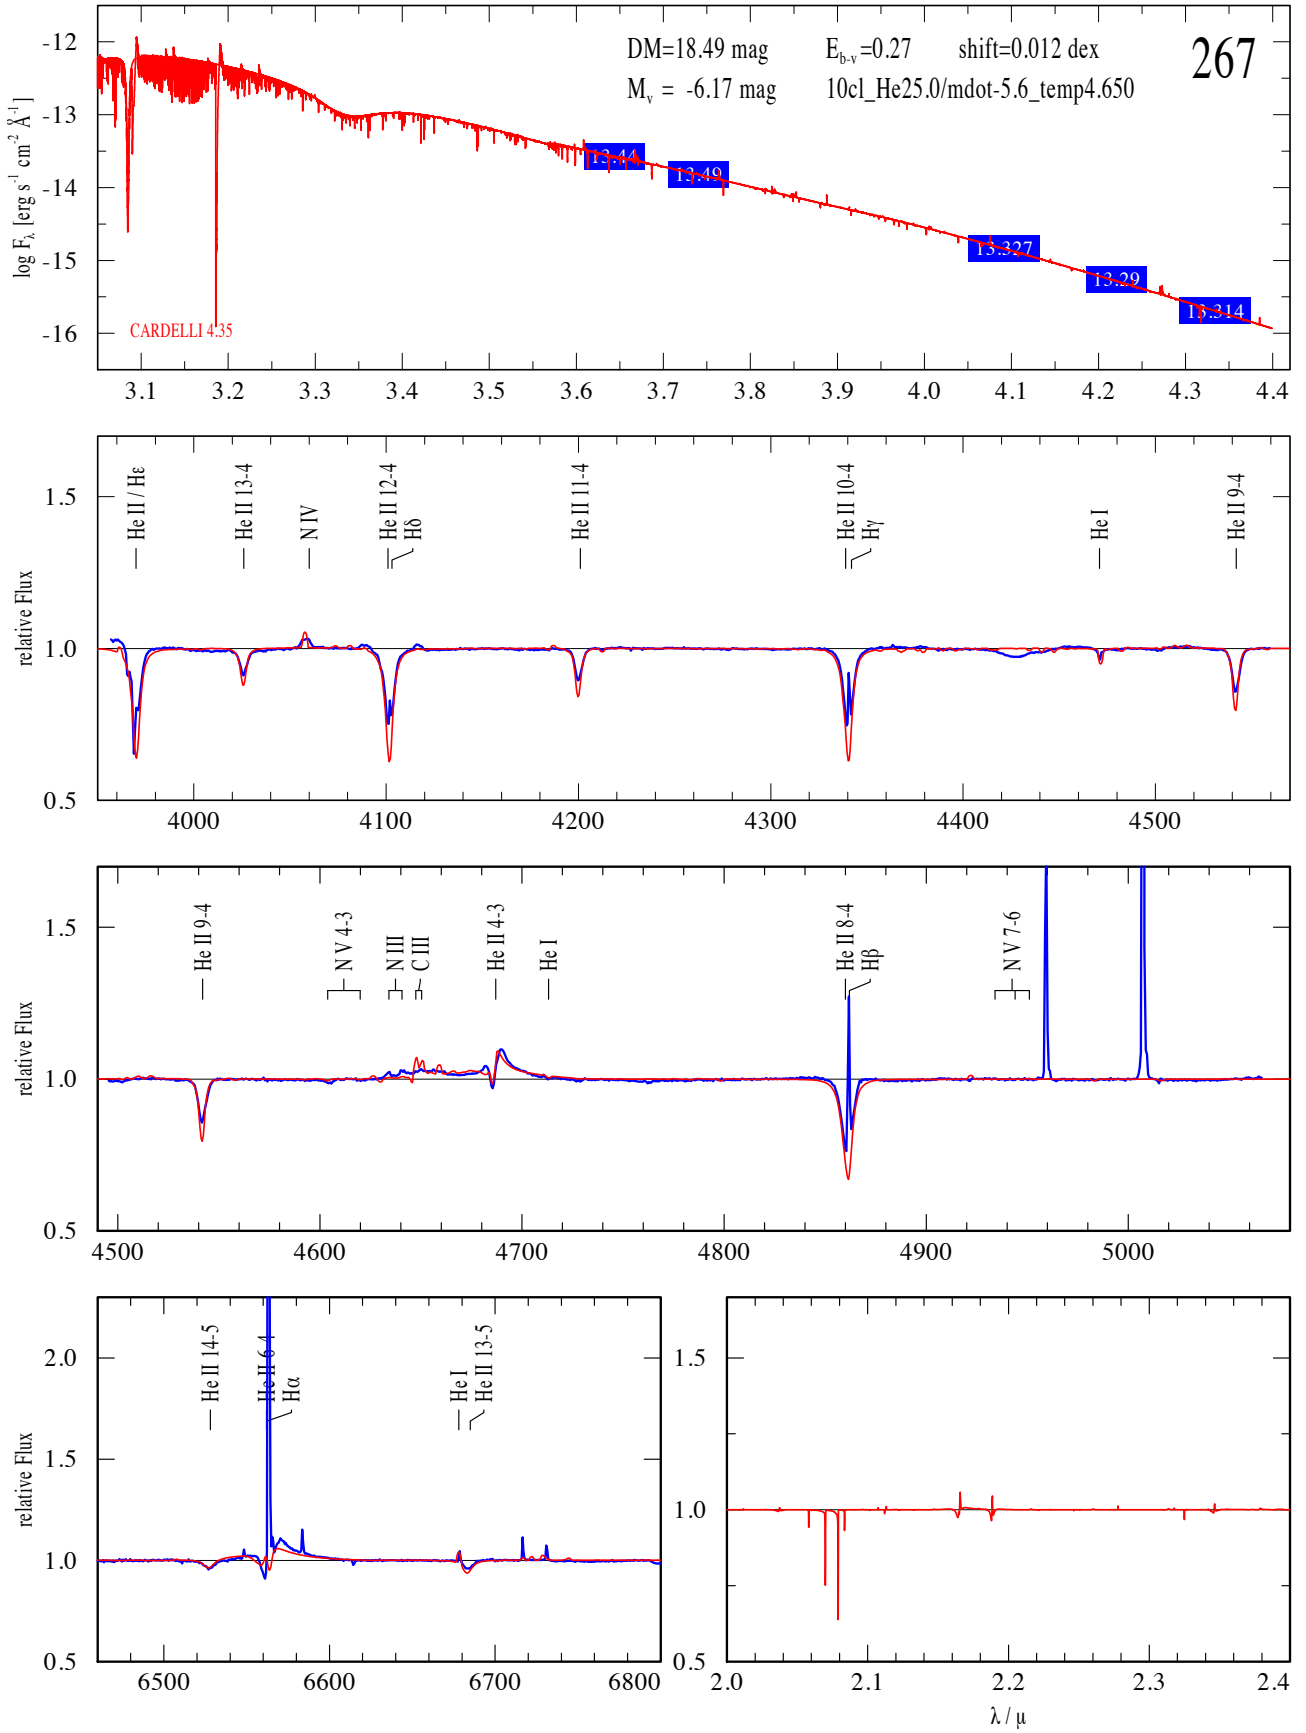 DM=18.49 mag E_b-v=0.27 shift=0.012 dex
267
M_v = -6.17 mag 10cl_He25.0/mdot-5.6_temp4.650
log F_λ [erg s⁻¹ cm⁻² Å⁻¹]
-12
-13
-14
-15
-16
13.44
13.49
13.327
13.29
13.314
CARDELLI 4.35
3.1 3.2 3.3 3.4 3.5 3.6 3.7 3.8 3.9 4.0 4.1 4.2 4.3 4.4
relative Flux
1.5
1.0
0.5
He II / Hε
He II 13-4
N IV
He II 12-4
Hδ
He II 11-4
He II 10-4
Hγ
He I
He II 9-4
4000 4100 4200 4300 4400 4500
relative Flux
1.5
1.0
0.5
He II 9-4
N V 4-3
N III
C III
He II 4-3
He I
He II 8-4
Hβ
N V 7-6
4500 4600 4700 4800 4900 5000
relative Flux
2.0
1.5
1.0
0.5
He II 14-5
He II 6-4
Hα
He I
He II 13-5
6500 6600 6700 6800
1.5
1.0
0.5
2.0 2.1 2.2 2.3 2.4
λ / μ